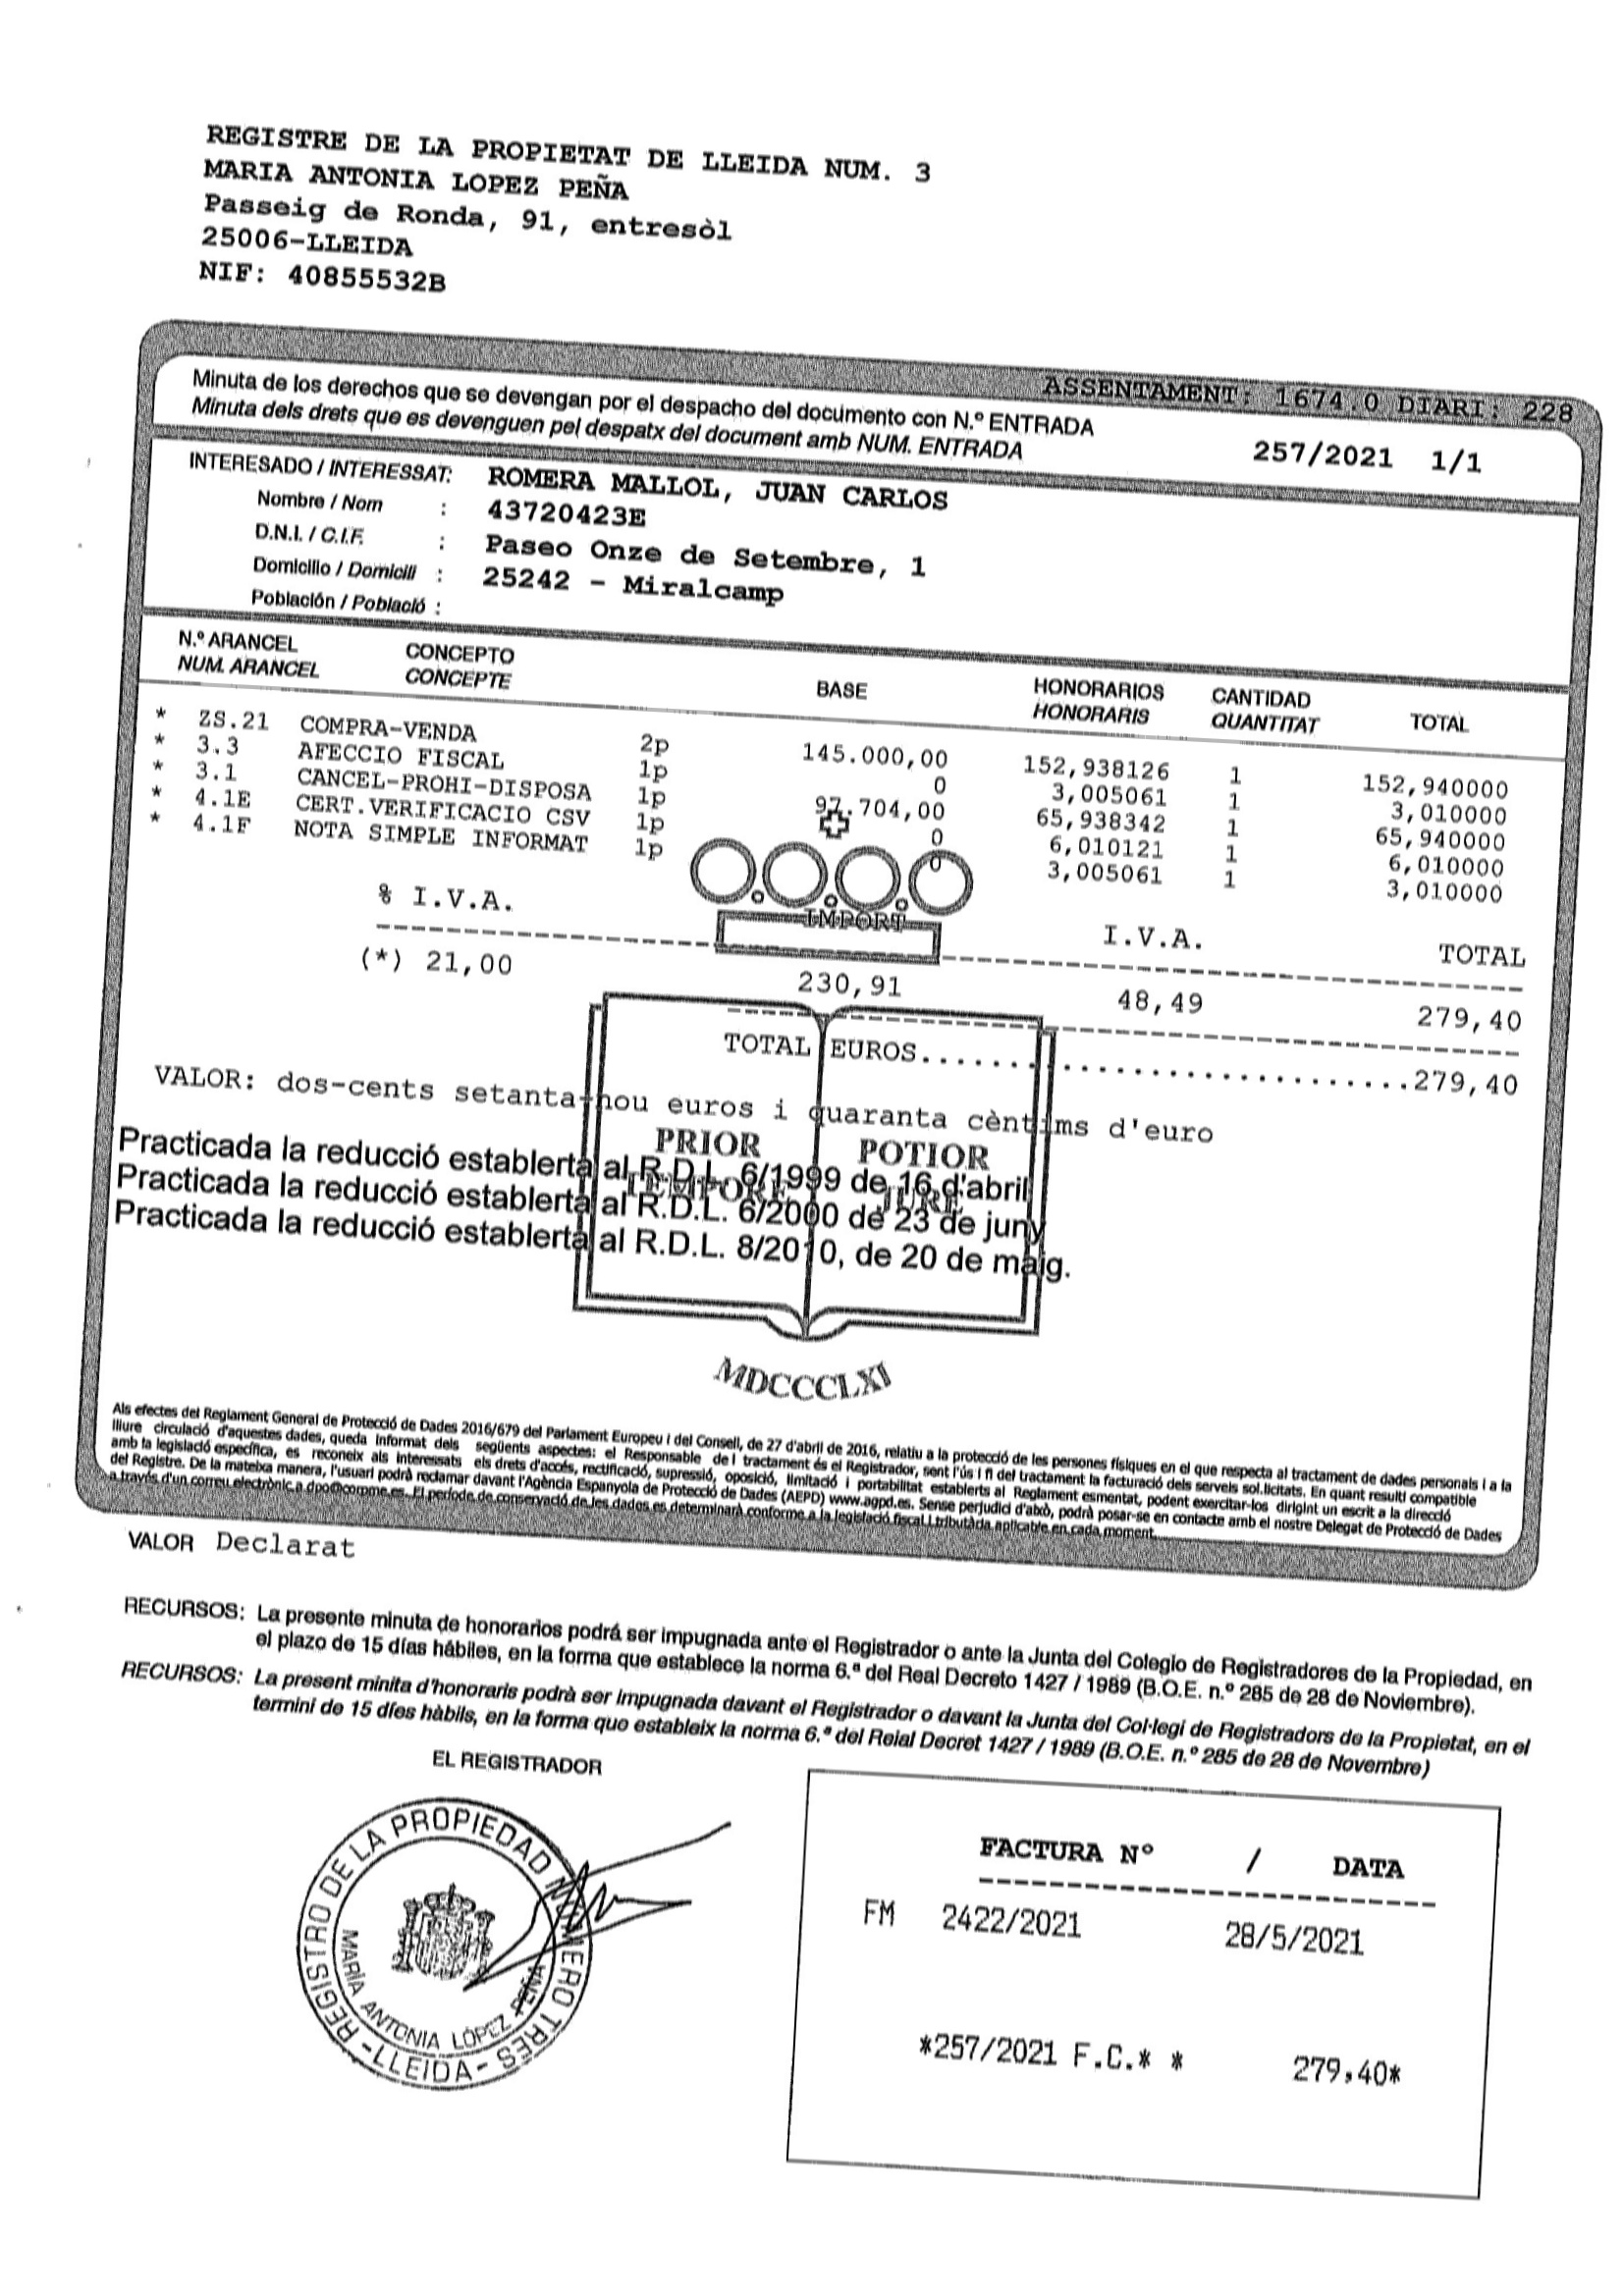 REGISTRE DE LA PROPIETAT DE LLEIDA NUM. 3
MARIA ANTONIA LOPEZ PEÑA
Passeig de Ronda, 91, entresòl
25006-LLEIDA
NIF: 40855532B
ASSENTAMENT: 1674.0 DIARI: 228
Minuta de los derechos que se devengan por el despacho del documento con N.º ENTRADA
Minuta dels drets que es devenguen pel despatx del document amb NUM. ENTRADA
257/2021 1/1
INTERESADO / INTERESSAT: ROMERA MALLOL, JUAN CARLOS
Nombre / Nom : 43720423E
D.N.I. / C.I.F. : Paseo Onze de Setembre, 1
Domicilio / Domicili : 25242 - Miralcamp
Población / Població :
N.º ARANCEL CONCEPTO BASE HONORARIOS CANTIDAD TOTAL
NUM. ARANCEL CONCEPTE HONORARIS QUANTITAT
* ZS.21 COMPRA-VENDA 2p 145.000,00 152,938126 1 152,940000
* 3.3 AFECCIO FISCAL 1p 0 3,005061 1 3,010000
* 3.1 CANCEL-PROHI-DISPOSA 1p 97.704,00 65,938342 1 65,940000
* 4.1E CERT.VERIFICACIO CSV 1p 0 6,010121 1 6,010000
* 4.1F NOTA SIMPLE INFORMAT 1p 0 3,005061 1 3,010000
% I.V.A. IMPORT I.V.A. TOTAL
(*) 21,00 230,91 48,49 279,40
TOTAL EUROS...................................279,40
VALOR: dos-cents setanta-nou euros i quaranta cèntims d'euro
PRIOR POTIOR
TEMPORE JURE
Practicada la reducció establerta al R.D.L. 6/1999 de 16 d'abril
Practicada la reducció establerta al R.D.L. 6/2000 de 23 de juny
Practicada la reducció establerta al R.D.L. 8/2010, de 20 de maig.
MDCCCLXI
Als efectes del Reglament General de Protecció de Dades 2016/679 del Parlament Europeu i del Consell, de 27 d'abril de 2016, relatiu a la protecció de les persones físiques en el que respecta al tractament de dades personals i a la
lliure circulació d'aquestes dades, queda informat dels següents aspectes: el Responsable de l tractament és el Registrador, sent l'ús i fi del tractament la facturació dels serveis sol.licitats. En quant resulti compatible
amb la legislació específica, es reconeix als interessats els drets d'accés, rectificació, supressió, oposició, limitació i portabilitat establerts al Reglament esmentat, podent exercitar-los dirigint un escrit a la direcció
del Registre. De la mateixa manera, l'usuari podrà reclamar davant l'Agència Espanyola de Protecció de Dades (AEPD) www.agpd.es. Sense perjudici d'això, podrà posar-se en contacte amb el nostre Delegat de Protecció de Dades
a través d'un correu electrònic a dpo@corpme.es. El període de conservació de les dades es determinarà conforme a la legislació fiscal i tributària aplicable en cada moment.
VALOR Declarat
RECURSOS: La presente minuta de honorarios podrá ser impugnada ante el Registrador o ante la Junta del Colegio de Registradores de la Propiedad, en
el plazo de 15 días hábiles, en la forma que establece la norma 6.ª del Real Decreto 1427 / 1989 (B.O.E. n.º 285 de 28 de Noviembre).
RECURSOS: La present minita d'honoraris podrà ser impugnada davant el Registrador o davant la Junta del Col·legi de Registradors de la Propietat, en el
termini de 15 díes hàbils, en la forma que estableix la norma 6.ª del Reial Decret 1427 / 1989 (B.O.E. n.º 285 de 28 de Novembre)
EL REGISTRADOR
REGISTRO DE LA PROPIEDAD NÚMERO TRES
MARÍA ANTONIA LÓPEZ PEÑA
-LLEIDA-
FACTURA Nº / DATA
FM 2422/2021 28/5/2021
*257/2021 F.C.* * 279,40*